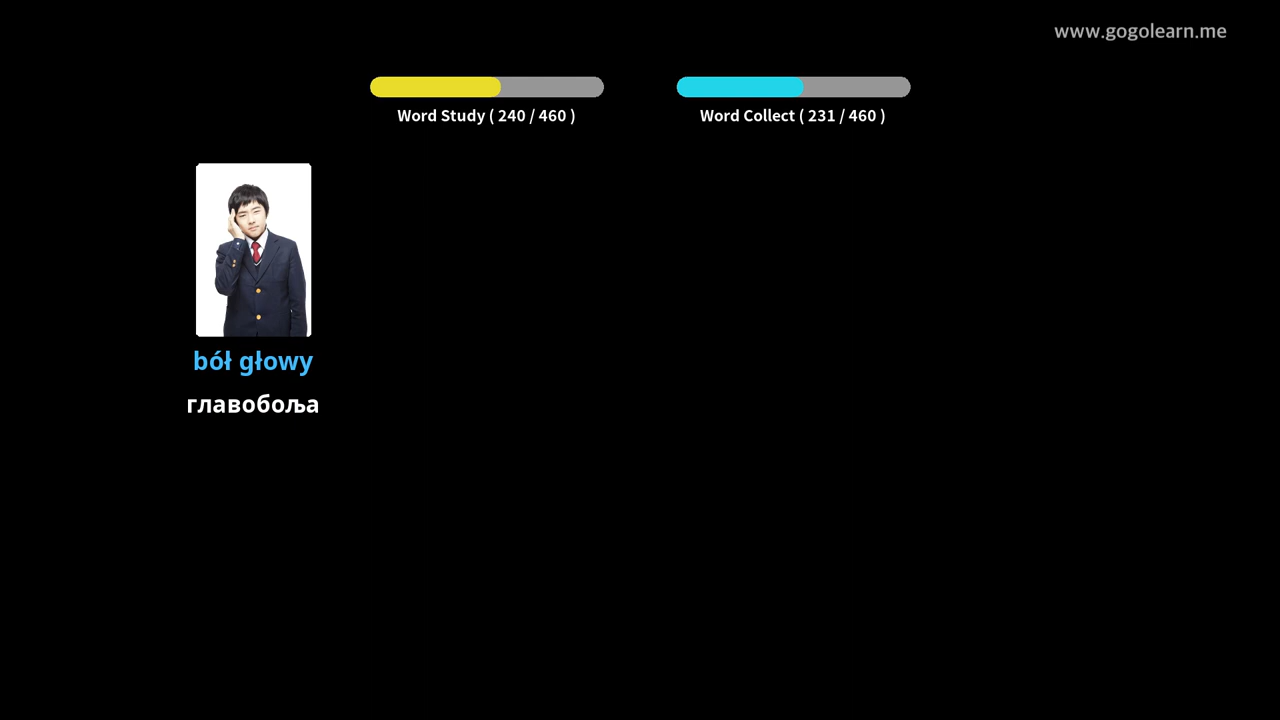 www.gogolearn.me
Word Study ( 240 / 460 )
Word Collect ( 231 / 460 )
ból głowy
главобоља